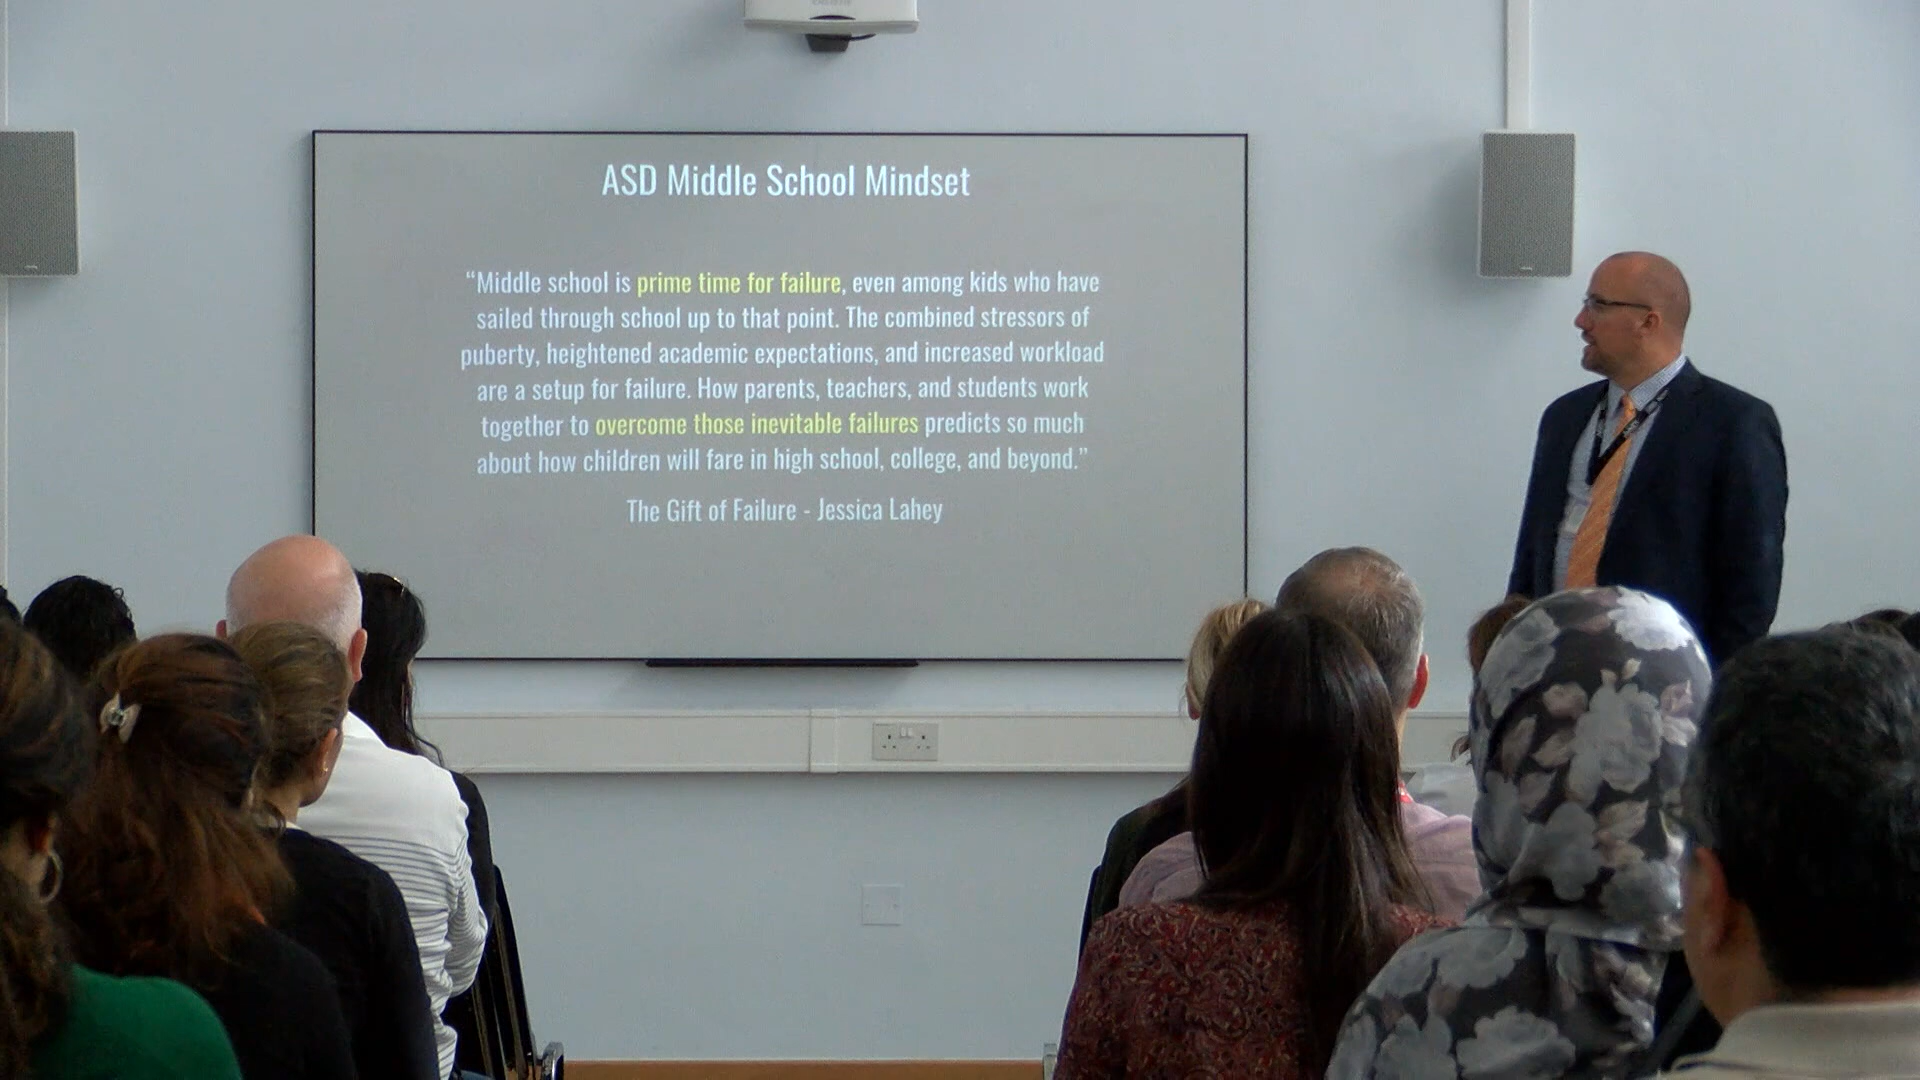 ASD Middle School Mindset
“Middle school is prime time for failure, even among kids who have
sailed through school up to that point. The combined stressors of
puberty, heightened academic expectations, and increased workload
are a setup for failure. How parents, teachers, and students work
together to overcome those inevitable failures predicts so much
about how children will fare in high school, college, and beyond.”
The Gift of Failure - Jessica Lahey